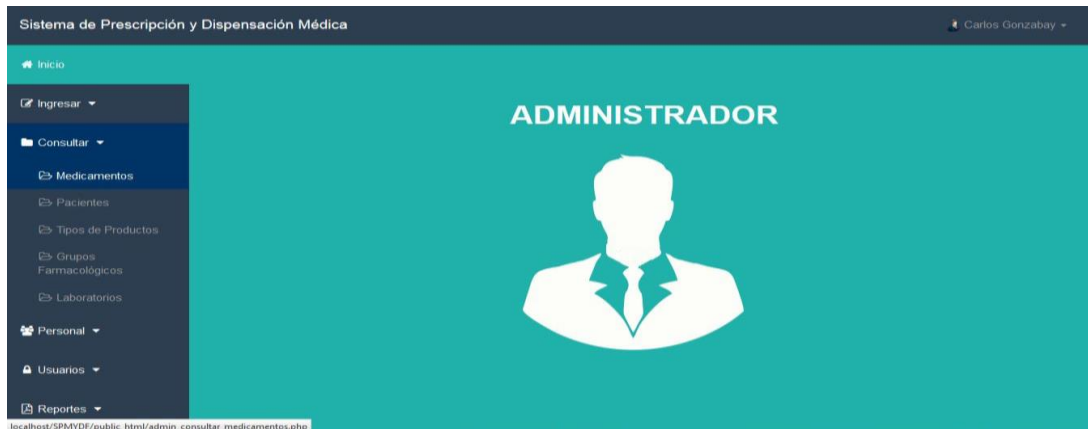 Sistema de Prescripción y Dispensación Médica
Carlos Gonzabay
Inicio
Ingresar
Consultar
Medicamentos
Pacientes
Tipos de Productos
Grupos
Farmacológicos
Laboratorios
Personal
Usuarios
Reportes
ADMINISTRADOR
localhost/SPMYDF/public_html/admin_consultar_medicamentos.php